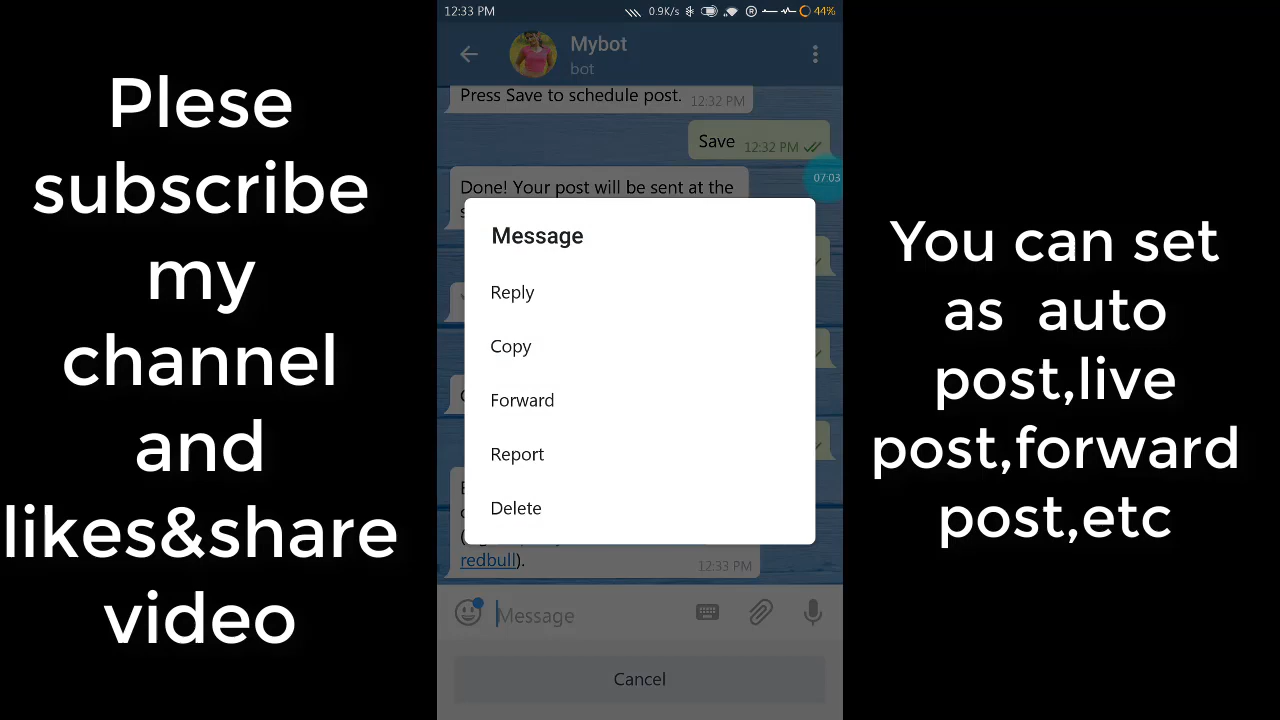 Plese
subscribe
my
channel
and
likes&share
video
12:33 PM
0.9K/s
44%
Mybot
bot
Press Save to schedule post. 12:32 PM
Save 12:32 PM
Done! Your post will be sent at the
07:03
Message
Reply
Copy
Forward
Report
Delete
redbull).
12:33 PM
Message
Cancel
You can set
as auto
post,live
post,forward
post,etc